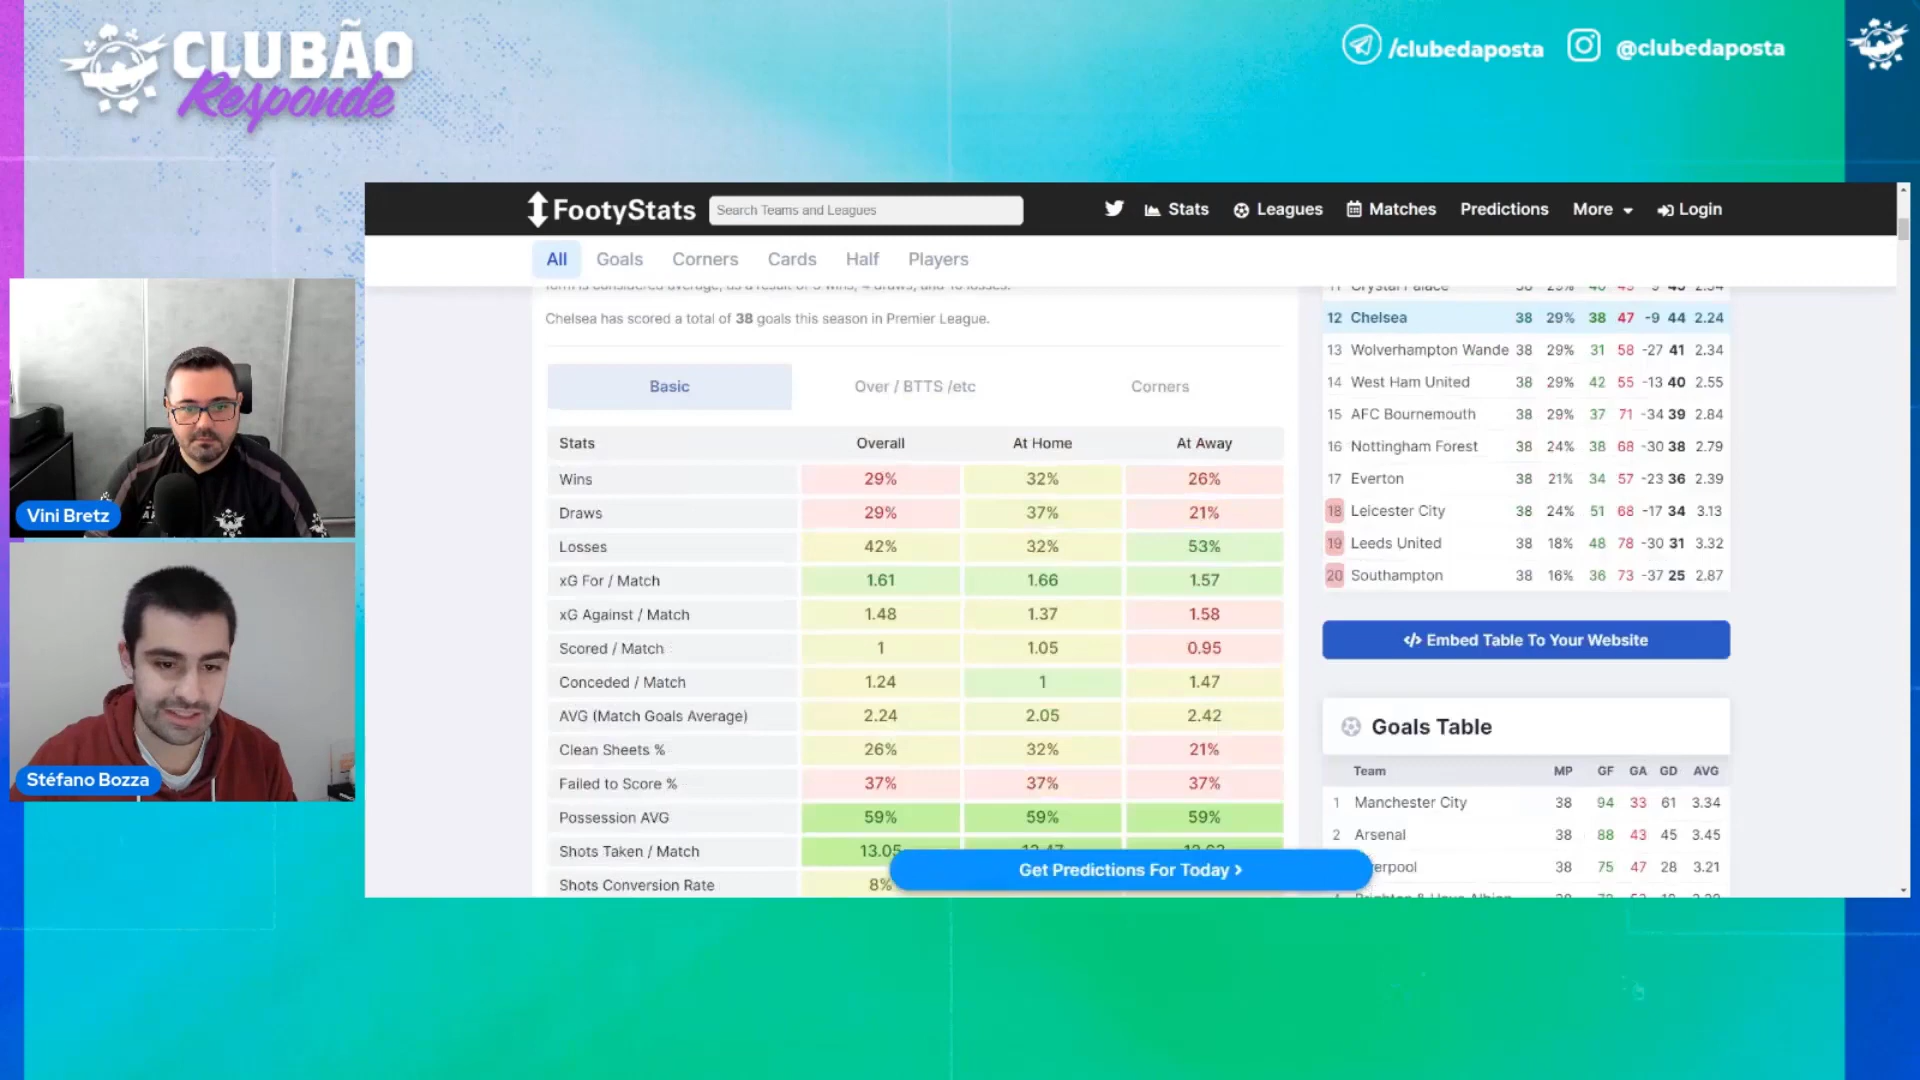 CLUBÃO
Responde
/clubedaposta
@clubedaposta
FootyStats
Search Teams and Leagues
Stats
Leagues
Matches
Predictions
More
Login
All
Goals
Corners
Cards
Half
Players
Chelsea has scored a total of 38 goals this season in Premier League.
Basic
Over / BTTS /etc
Corners
Stats Overall At Home At Away
Wins 29% 32% 26%
Draws 29% 37% 21%
Losses 42% 32% 53%
xG For / Match 1.61 1.66 1.57
xG Against / Match 1.48 1.37 1.58
Scored / Match 1 1.05 0.95
Conceded / Match 1.24 1 1.47
AVG (Match Goals Average) 2.24 2.05 2.42
Clean Sheets % 26% 32% 21%
Failed to Score % 37% 37% 37%
Possession AVG 59% 59% 59%
Shots Taken / Match 13.05
Shots Conversion Rate 8%
Get Predictions For Today
11 Crystal Palace 38 29% 40
12 Chelsea 38 29% 38 47 -9 44 2.24
13 Wolverhampton Wande 38 29% 31 58 -27 41 2.34
14 West Ham United 38 29% 42 55 -13 40 2.55
15 AFC Bournemouth 38 29% 37 71 -34 39 2.84
16 Nottingham Forest 38 24% 38 68 -30 38 2.79
17 Everton 38 21% 34 57 -23 36 2.39
18 Leicester City 38 24% 51 68 -17 34 3.13
19 Leeds United 38 18% 48 78 -30 31 3.32
20 Southampton 38 16% 36 73 -37 25 2.87
</> Embed Table To Your Website
Goals Table
Team MP GF GA GD AVG
1 Manchester City 38 94 33 61 3.34
2 Arsenal 38 88 43 45 3.45
erpool 38 75 47 28 3.21
Vini Bretz
Stéfano Bozza